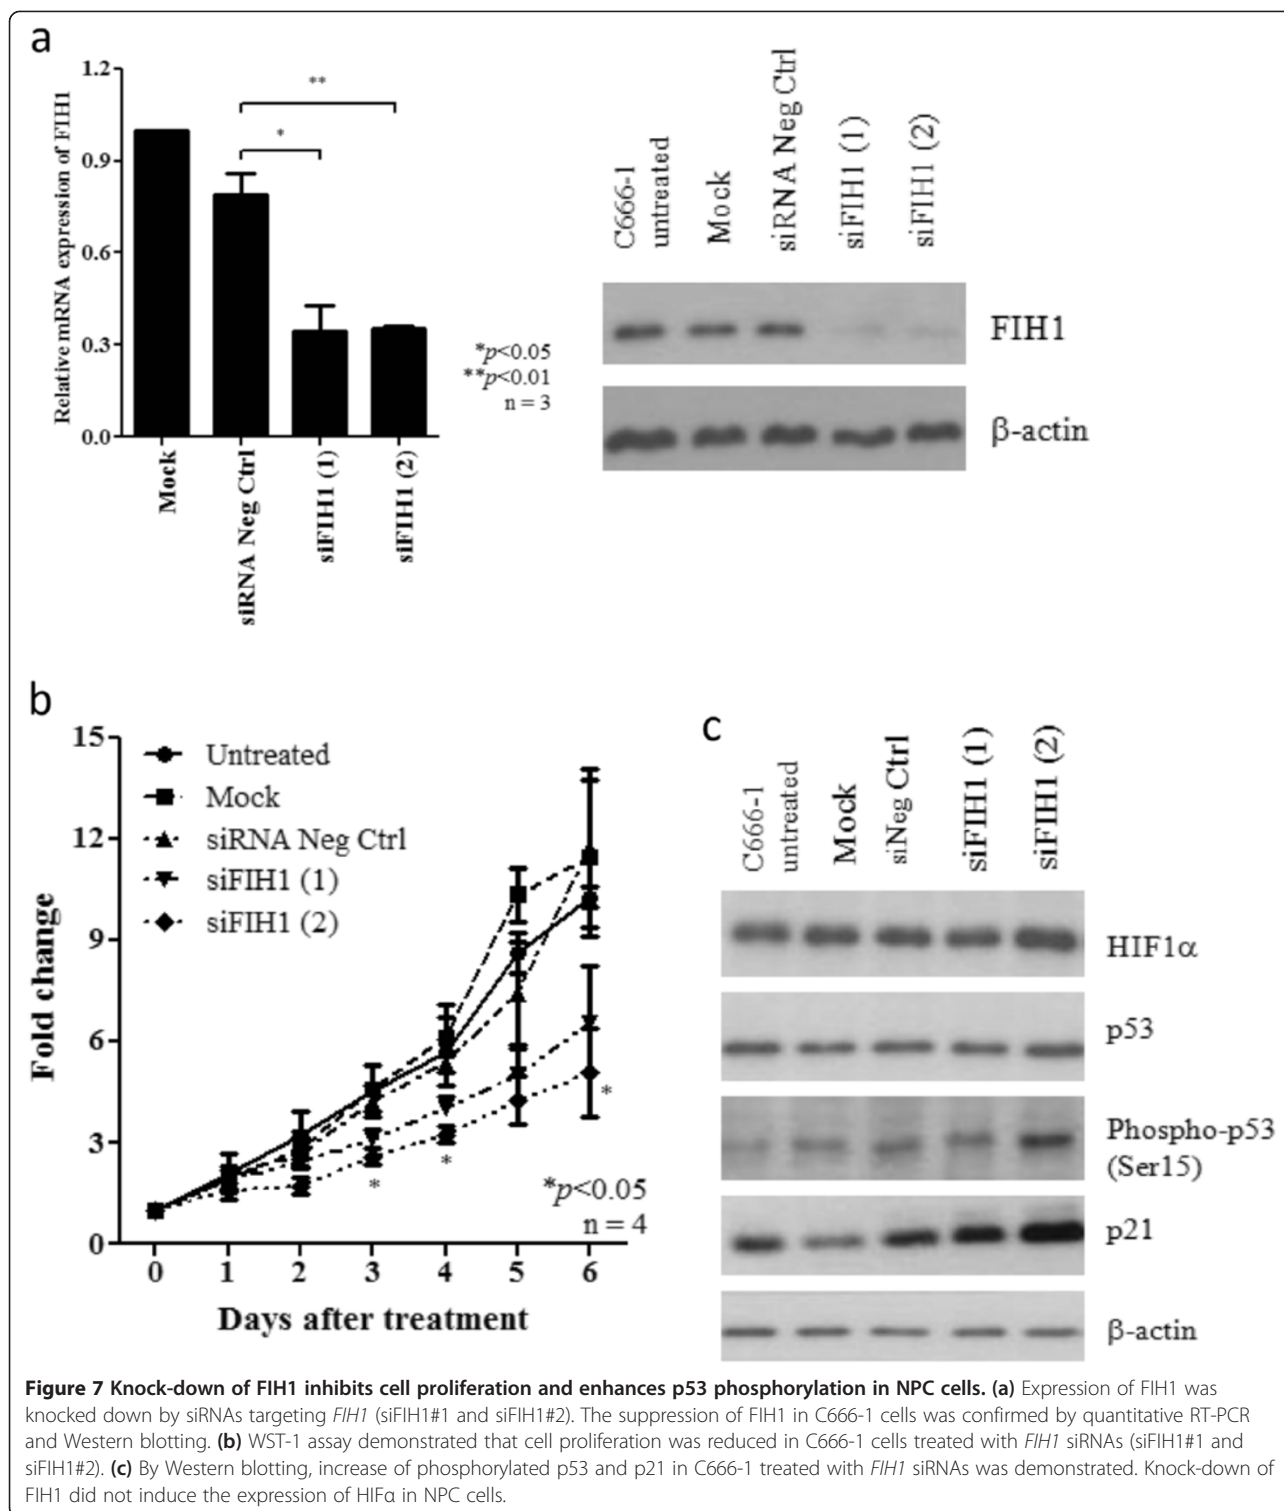 a
1.2
0.9
0.6
0.3
0.0
Relative mRNA expression of FIH1
**
*
Mock
siRNA Neg Ctrl
siFIH1 (1)
siFIH1 (2)
*p<0.05
**p<0.01
n = 3
C666-1
untreated
Mock
siRNA Neg Ctrl
siFIH1 (1)
siFIH1 (2)
FIH1
β-actin
b
15
12
9
6
3
0
Fold change
Untreated
Mock
siRNA Neg Ctrl
siFIH1 (1)
siFIH1 (2)
*
*
*
*p<0.05
n = 4
0 1 2 3 4 5 6
Days after treatment
c
C666-1
untreated
Mock
siNeg Ctrl
siFIH1 (1)
siFIH1 (2)
HIF1α
p53
Phospho-p53
(Ser15)
p21
β-actin
Figure 7 Knock-down of FIH1 inhibits cell proliferation and enhances p53 phosphorylation in NPC cells. (a) Expression of FIH1 was
knocked down by siRNAs targeting FIH1 (siFIH1#1 and siFIH1#2). The suppression of FIH1 in C666-1 cells was confirmed by quantitative RT-PCR
and Western blotting. (b) WST-1 assay demonstrated that cell proliferation was reduced in C666-1 cells treated with FIH1 siRNAs (siFIH1#1 and
siFIH1#2). (c) By Western blotting, increase of phosphorylated p53 and p21 in C666-1 treated with FIH1 siRNAs was demonstrated. Knock-down of
FIH1 did not induce the expression of HIFα in NPC cells.